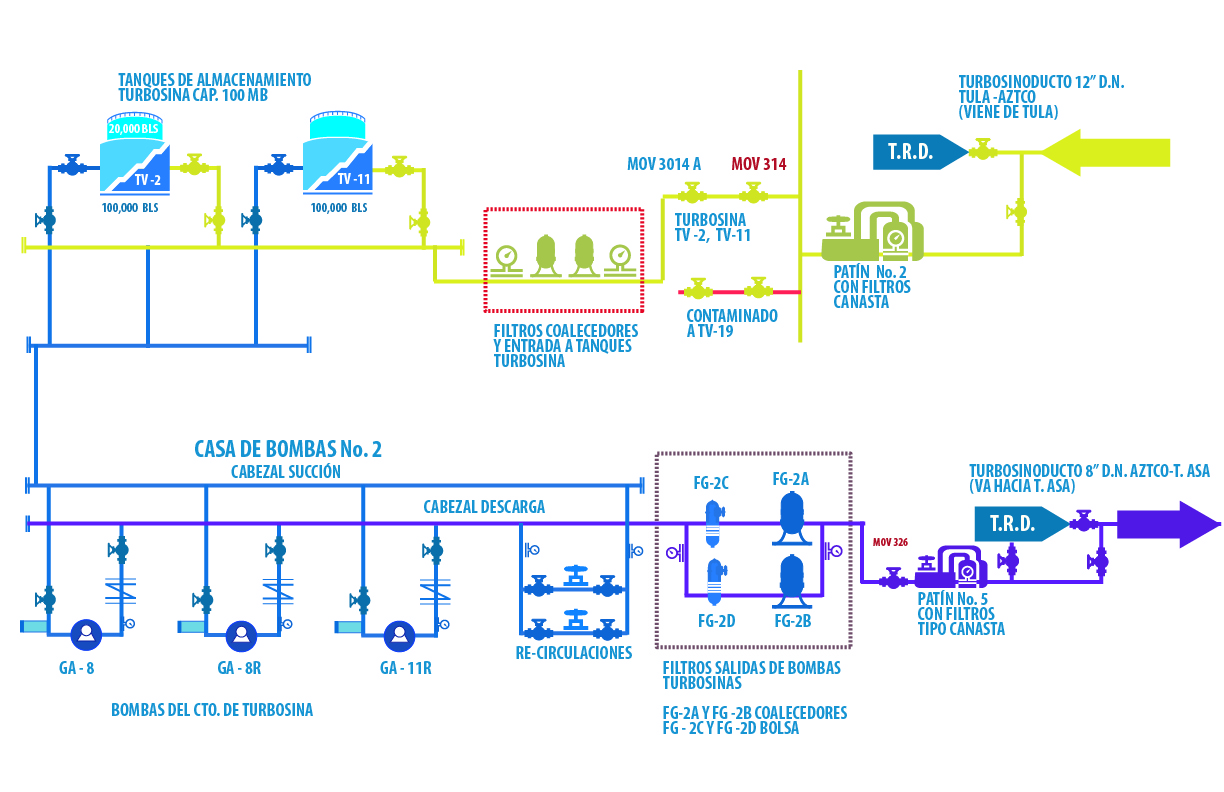 TANQUES DE ALMACENAMIENTO
TURBOSINA CAP. 100 MB
20,000 BLS
TV -2
100,000 BLS
TV -11
100,000 BLS
MOV 3014 A
MOV 314
TURBOSINA
TV -2, TV-11
CONTAMINADO
A TV-19
FILTROS COALECEDORES
Y ENTRADA A TANQUES
TURBOSINA
TURBOSINODUCTO 12” D.N.
TULA -AZTCO
(VIENE DE TULA)
T.R.D.
PATÍN No. 2
CON FILTROS
CANASTA
CASA DE BOMBAS No. 2
CABEZAL SUCCIÓN
CABEZAL DESCARGA
GA - 8
GA - 8R
GA - 11R
BOMBAS DEL CTO. DE TURBOSINA
RE-CIRCULACIONES
FG-2C
FG-2A
FG-2D
FG-2B
FILTROS SALIDAS DE BOMBAS
TURBOSINAS
FG-2A Y FG -2B COALECEDORES
FG - 2C Y FG -2D BOLSA
MOV 326
TURBOSINODUCTO 8” D.N. AZTCO-T. ASA
(VA HACIA T. ASA)
T.R.D.
PATÍN No. 5
CON FILTROS
TIPO CANASTA